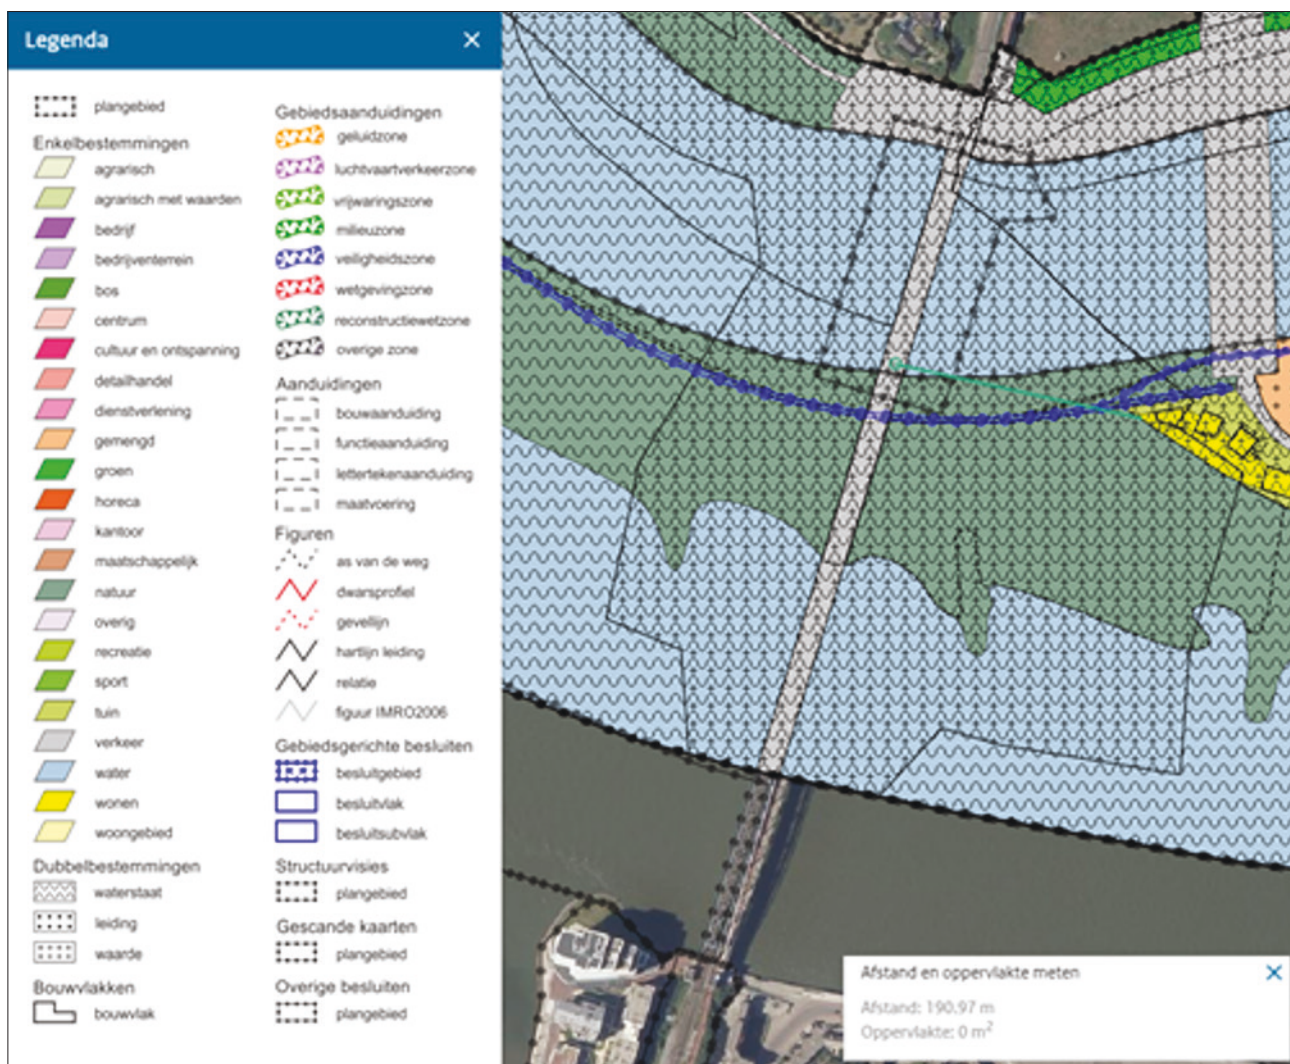 Legenda
plangebied
Enkelbestemmingen
agrarisch
agrarisch met waarden
bedrijf
bedrijventerrein
bos
centrum
cultuur en ontspanning
detailhandel
dienstverlening
gemengd
groen
horeca
kantoor
maatschappelijk
natuur
overig
recreatie
sport
tuin
verkeer
water
wonen
woongebied
Dubbelbestemmingen
waterstaat
leiding
waarde
Bouwvlakken
bouwvlak
Gebiedsaanduidingen
geluidzone
luchtvaartverkeerzone
vrijwaringszone
milieuzone
veiligheidszone
wetgevingzone
reconstructiewetzone
overige zone
Aanduidingen
bouwaanduiding
functieaanduiding
lettertekenaanduiding
maatvoering
Figuren
as van de weg
dwarsprofiel
gevellijn
hartlijn leiding
relatie
figuur IMRO2006
Gebiedsgerichte besluiten
besluitgebied
besluitvlak
besluitsubvlak
Structuurvisies
plangebied
Gescande kaarten
plangebied
Overige besluiten
plangebied
Afstand en oppervlakte meten
Afstand: 190.97 m
Oppervlakte: 0 m²